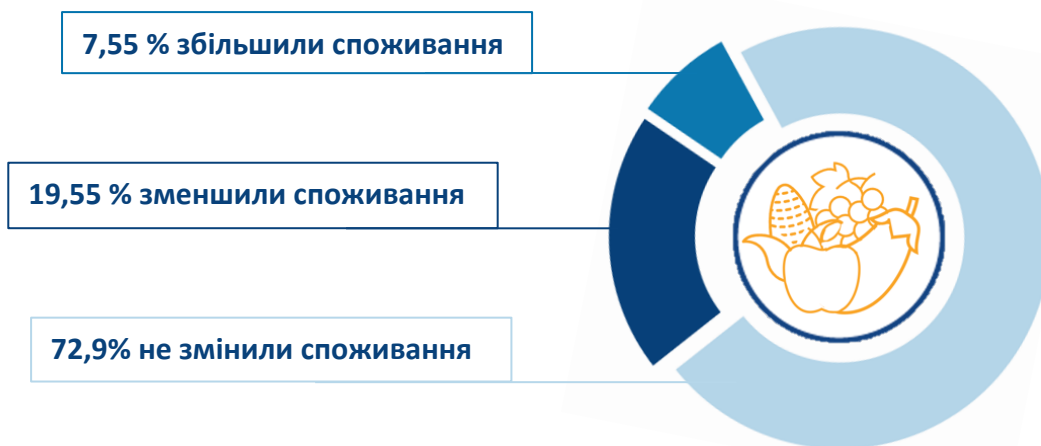 7,55 % збільшили споживання
19,55 % зменшили споживання
72,9% не змінили споживання